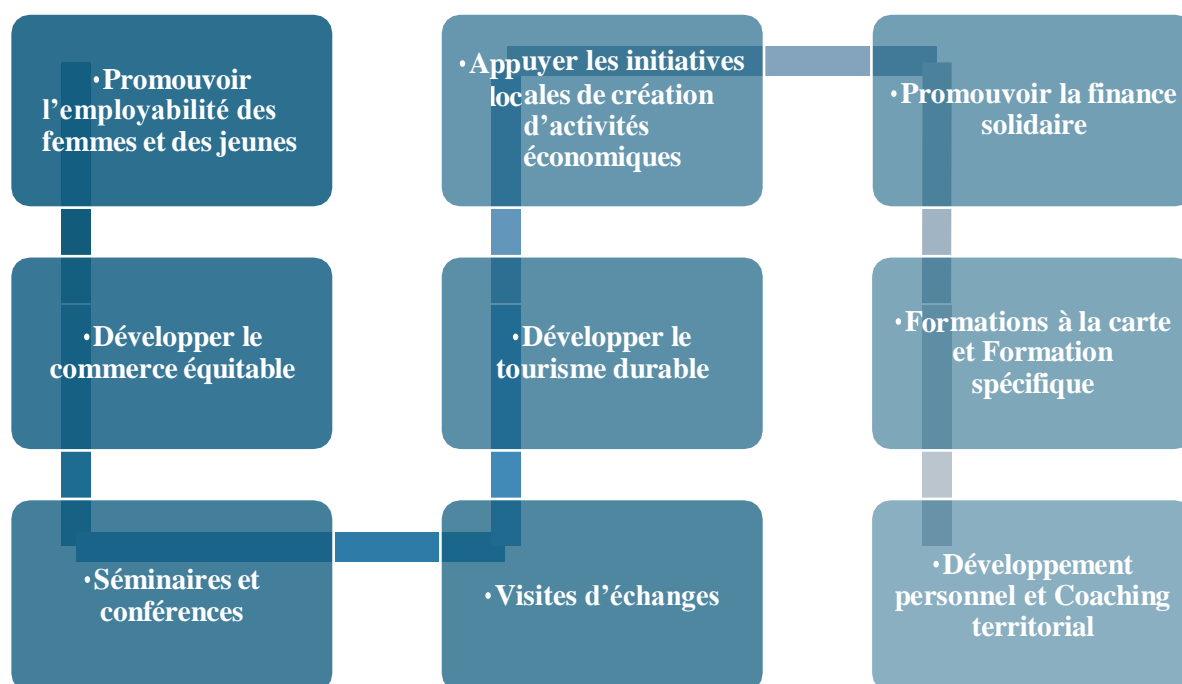 ·Promouvoir
l’employabilité des
femmes et des jeunes
·Développer le
commerce équitable
·Séminaires et
conférences
·Visites d’échanges
·Développer le
tourisme durable
·Appuyer les initiatives
locales de création
d’activités
économiques
·Promouvoir la finance
solidaire
·Formations à la carte
et Formation
spécifique
·Développement
personnel et Coaching
territorial